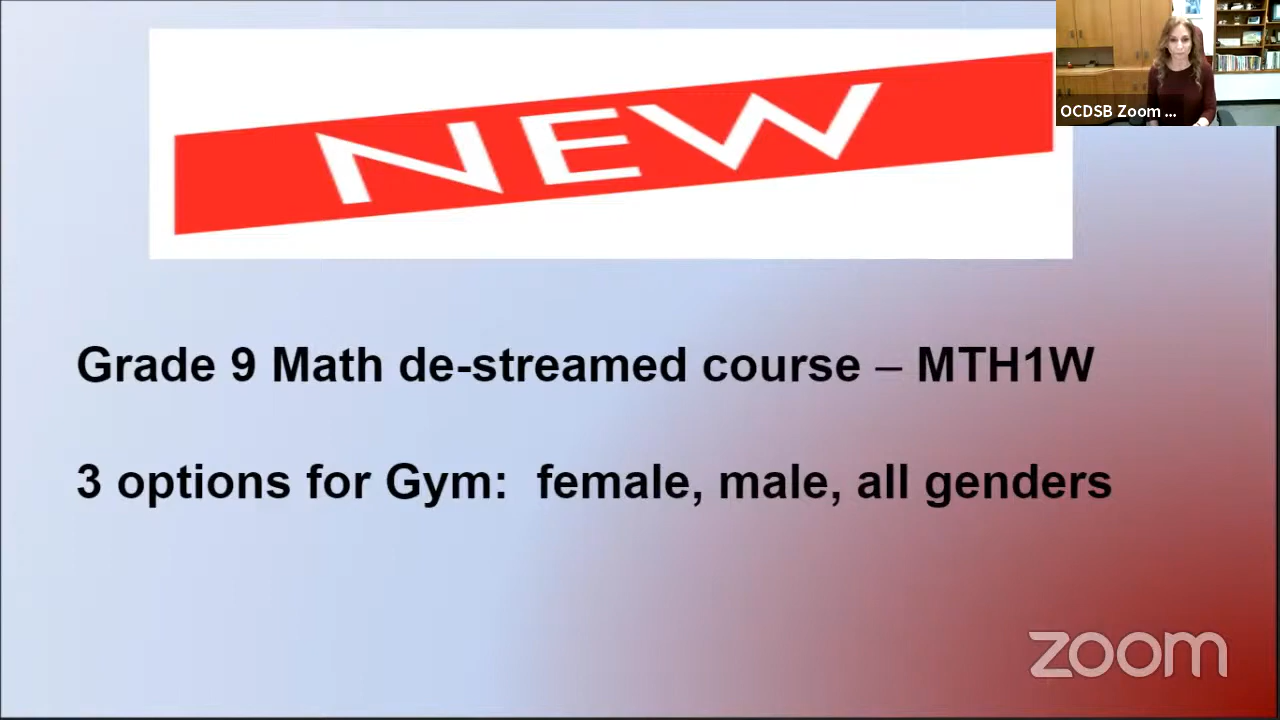 NEW
OCDSB Zoom ...
Grade 9 Math de-streamed course – MTH1W
3 options for Gym: female, male, all genders
zoom